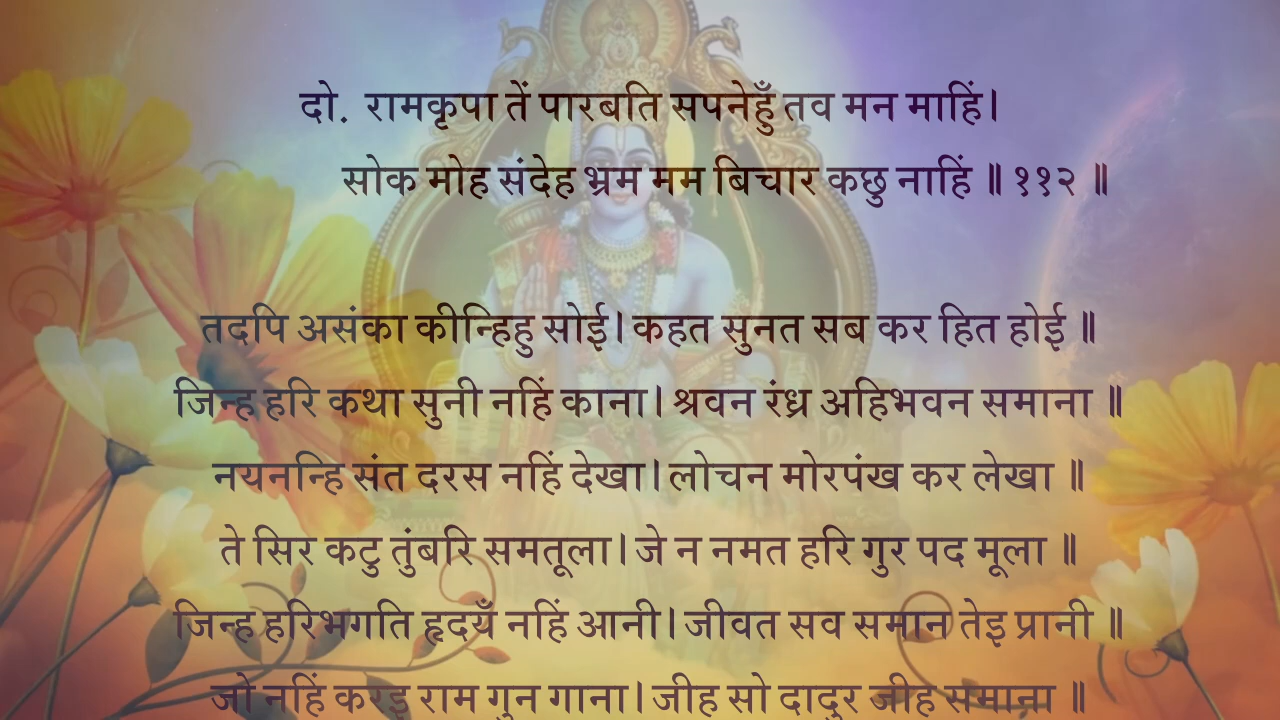 दो. रामकृपा तें पारबति सपनेहुँ तव मन माहिं।
सोक मोह संदेह भ्रम मम बिचार कछु नाहिं ॥ ११२ ॥
तदपि असंका कीन्हिहु सोई। कहत सुनत सब कर हित होई ॥
जिन्ह हरि कथा सुनी नहिं काना। श्रवन रंध्र अहिभवन समाना ॥
नयनन्हि संत दरस नहिं देखा। लोचन मोरपंख कर लेखा ॥
ते सिर कटु तुंबरि समतूला। जे न नमत हरि गुर पद मूला ॥
जिन्ह हरिभगति हृदयँ नहिं आनी। जीवत सव समान तेइ प्रानी ॥
जो नहिं करइ राम गुन गाना। जीह सो दादुर जीह समाना ॥